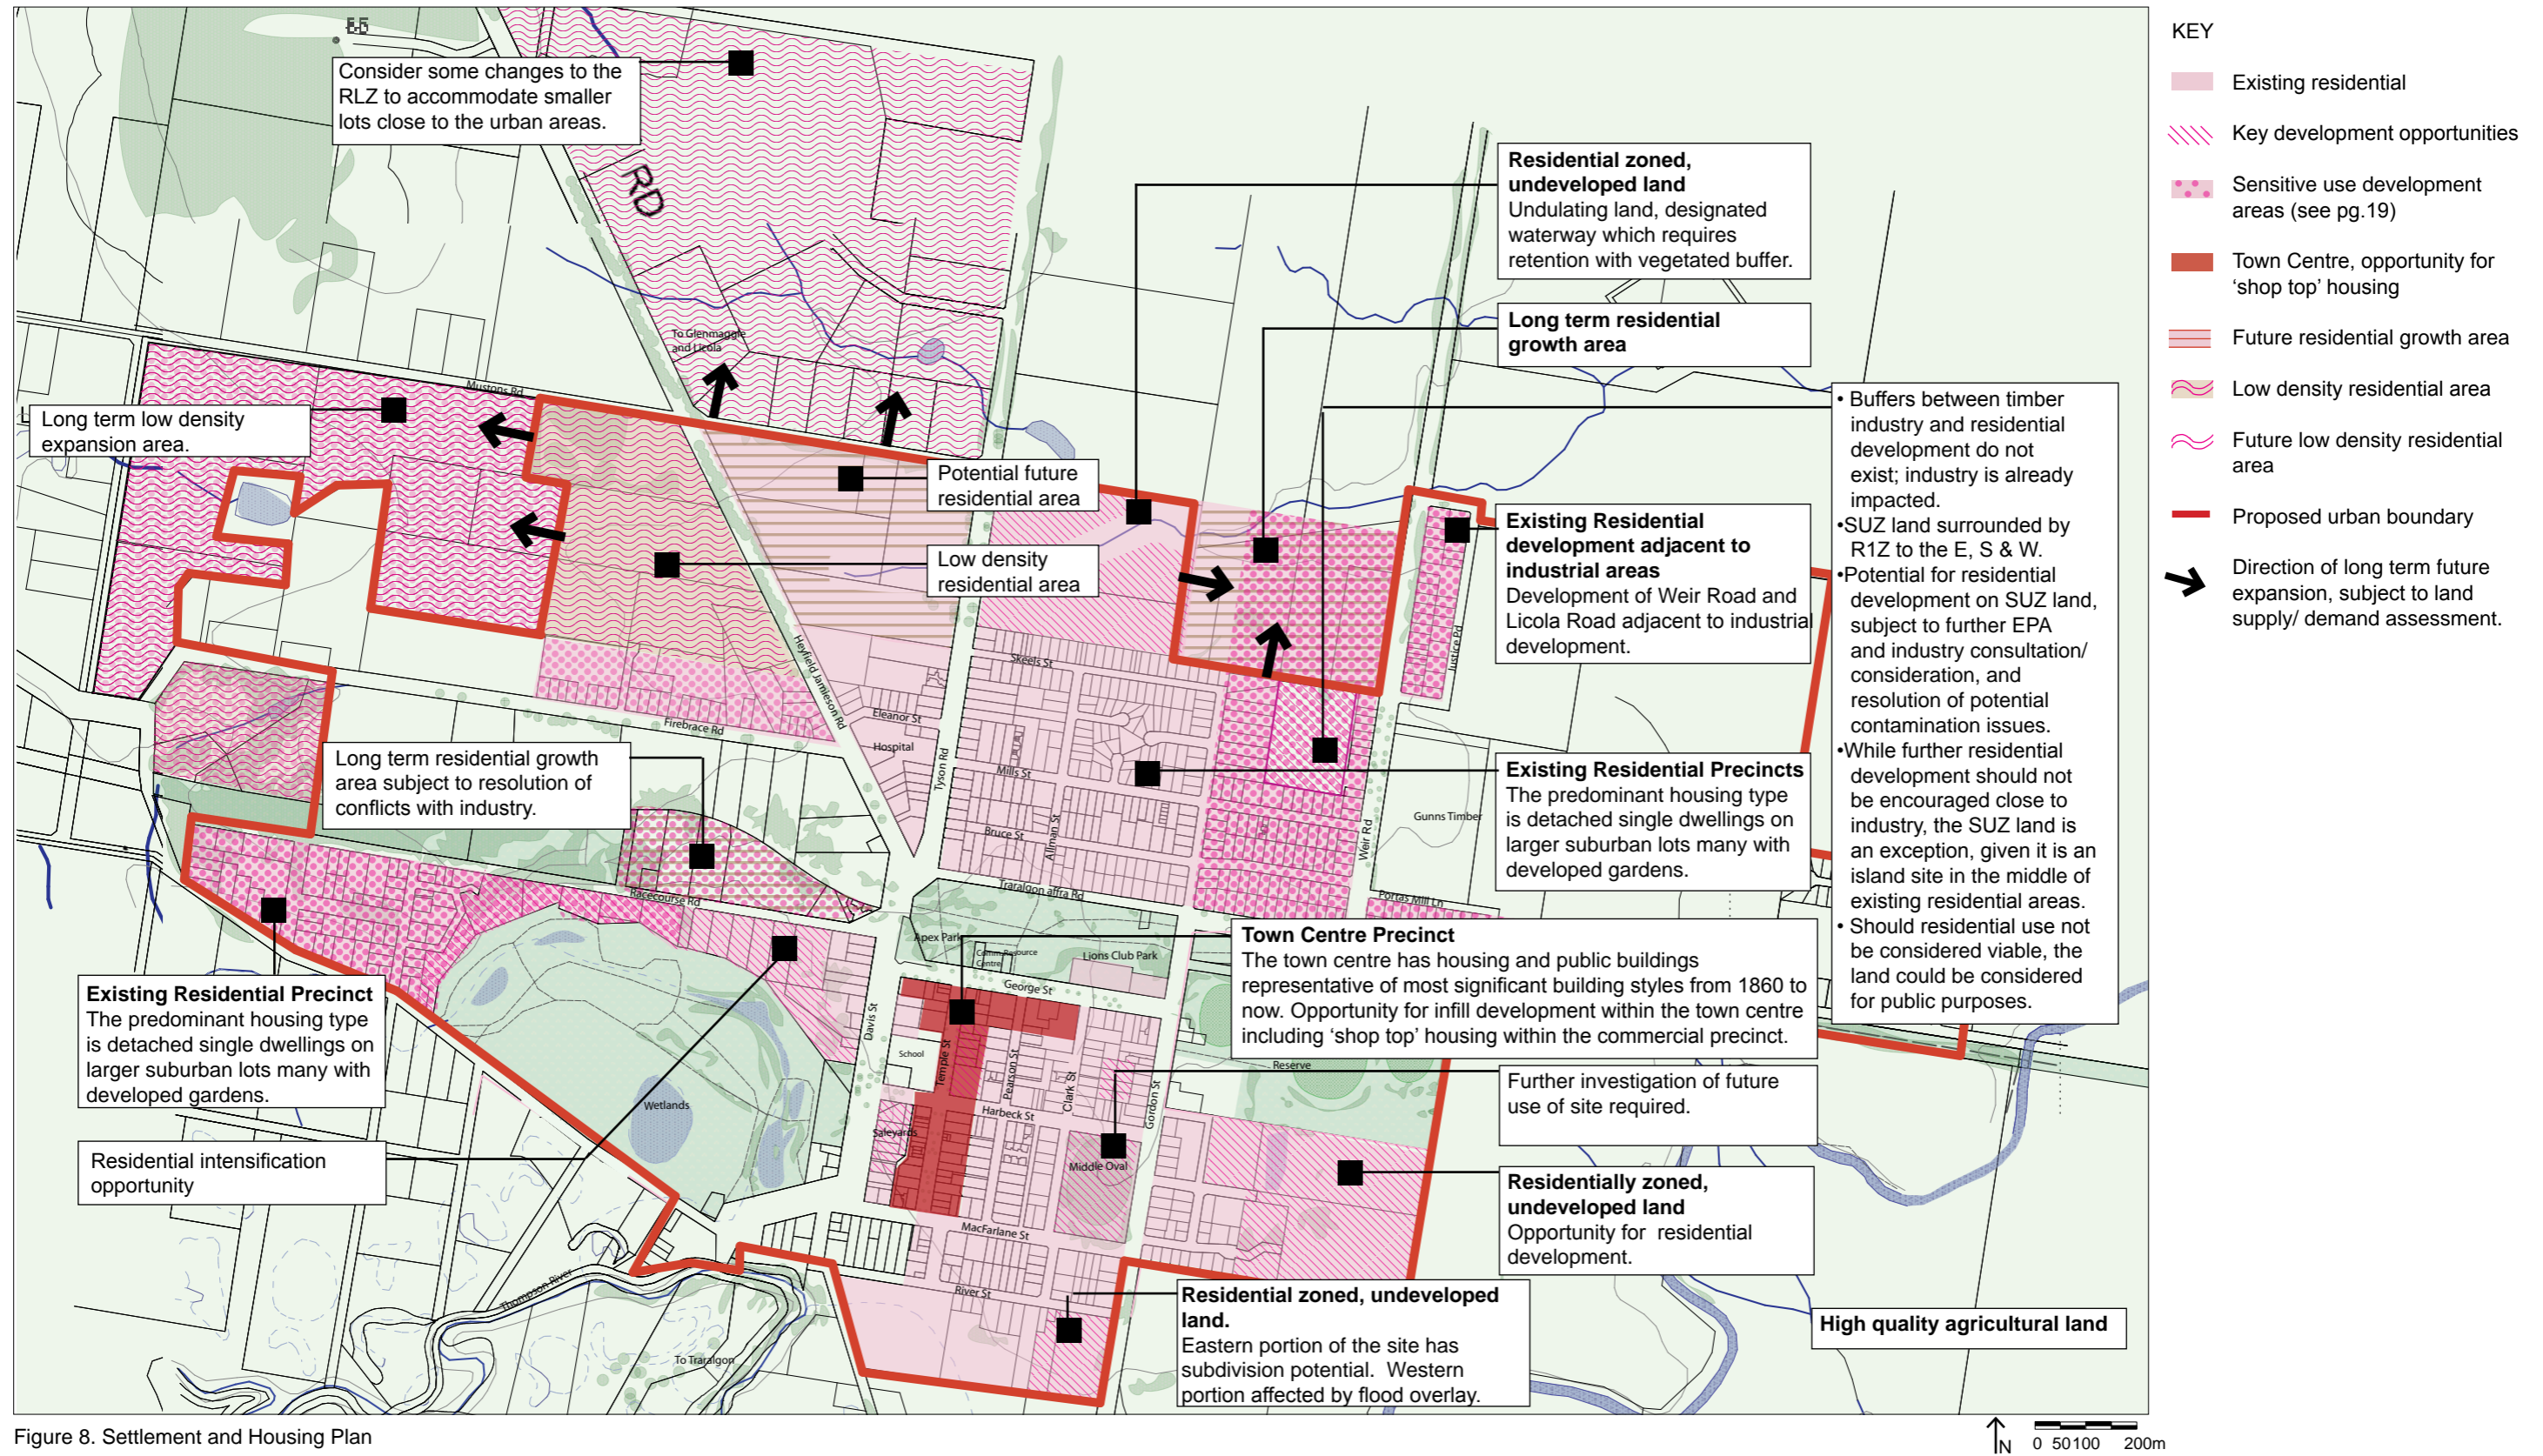 Consider some changes to the
RLZ to accommodate smaller
lots close to the urban areas.
RD
To Glenmaggie
and Licola
Mustons Rd
Long term low density
expansion area.
Potential future
residential area
Low density
residential area
Residential zoned,
undeveloped land
Undulating land, designated
waterway which requires
retention with vegetated buffer.
Long term residential
growth area
Existing Residential
development adjacent to
industrial areas
Development of Weir Road and
Licola Road adjacent to industrial
development.
• Buffers between timber
industry and residential
development do not
exist; industry is already
impacted.
•SUZ land surrounded by
R1Z to the E, S & W.
•Potential for residential
development on SUZ land,
subject to further EPA
and industry consultation/
consideration, and
resolution of potential
contamination issues.
•While further residential
development should not
be encouraged close to
industry, the SUZ land is
an exception, given it is an
island site in the middle of
existing residential areas.
• Should residential use not
be considered viable, the
land could be considered
for public purposes.
Justice Rd
Skeels St
Heyfield Jamieson Rd
Firebrace Rd
Eleanor St
Hospital
Tyson Rd
Mills St
Bruce St
Allman St
Weir Rd
Gunns Timber
Long term residential growth
area subject to resolution of
conflicts with industry.
Existing Residential Precincts
The predominant housing type
is detached single dwellings on
larger suburban lots many with
developed gardens.
Racecourse Rd
Traralgon affra Rd
Portas Mill Ln
Apex Park
Comm Resource
Centre
Lions Club Park
George St
Town Centre Precinct
The town centre has housing and public buildings
representative of most significant building styles from 1860 to
now. Opportunity for infill development within the town centre
including ‘shop top’ housing within the commercial precinct.
Existing Residential Precinct
The predominant housing type
is detached single dwellings on
larger suburban lots many with
developed gardens.
Davis St
School
Temple St
Pearson St
Clark St
Gordon St
Reserve
Wetlands
Harbeck St
Saleyards
Middle Oval
Further investigation of future
use of site required.
Residential intensification
opportunity
Residentially zoned,
undeveloped land
Opportunity for residential
development.
MacFarlane St
River St
Thompson River
To Traralgon
Residential zoned, undeveloped
land.
Eastern portion of the site has
subdivision potential. Western
portion affected by flood overlay.
High quality agricultural land
KEY
Existing residential
Key development opportunities
Sensitive use development
areas (see pg.19)
Town Centre, opportunity for
‘shop top’ housing
Future residential growth area
Low density residential area
Future low density residential
area
Proposed urban boundary
Direction of long term future
expansion, subject to land
supply/ demand assessment.
Figure 8. Settlement and Housing Plan
N
0 50 100 200m